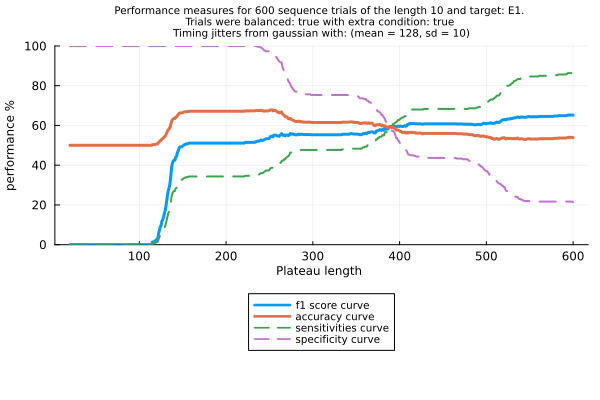 Performance measures for 600 sequence trials of the length 10 and target: E1.
Trials were balanced: true with extra condition: true
Timing jitters from gaussian with: (mean = 128, sd = 10)
100
80
60
40
20
0
performance %
100 200 300 400 500 600
Plateau length
f1 score curve
accuracy curve
sensitivities curve
specificity curve